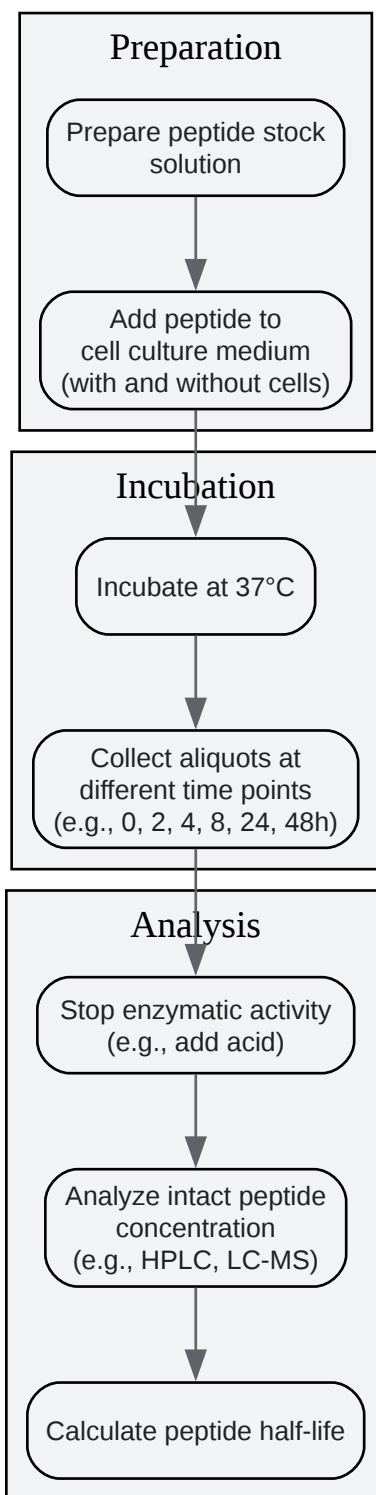 Preparation
Prepare peptide stock
solution
Add peptide to
cell culture medium
(with and without cells)
Incubation
Incubate at 37°C
Collect aliquots at
different time points
(e.g., 0, 2, 4, 8, 24, 48h)
Analysis
Stop enzymatic activity
(e.g., add acid)
Analyze intact peptide
concentration
(e.g., HPLC, LC-MS)
Calculate peptide half-life